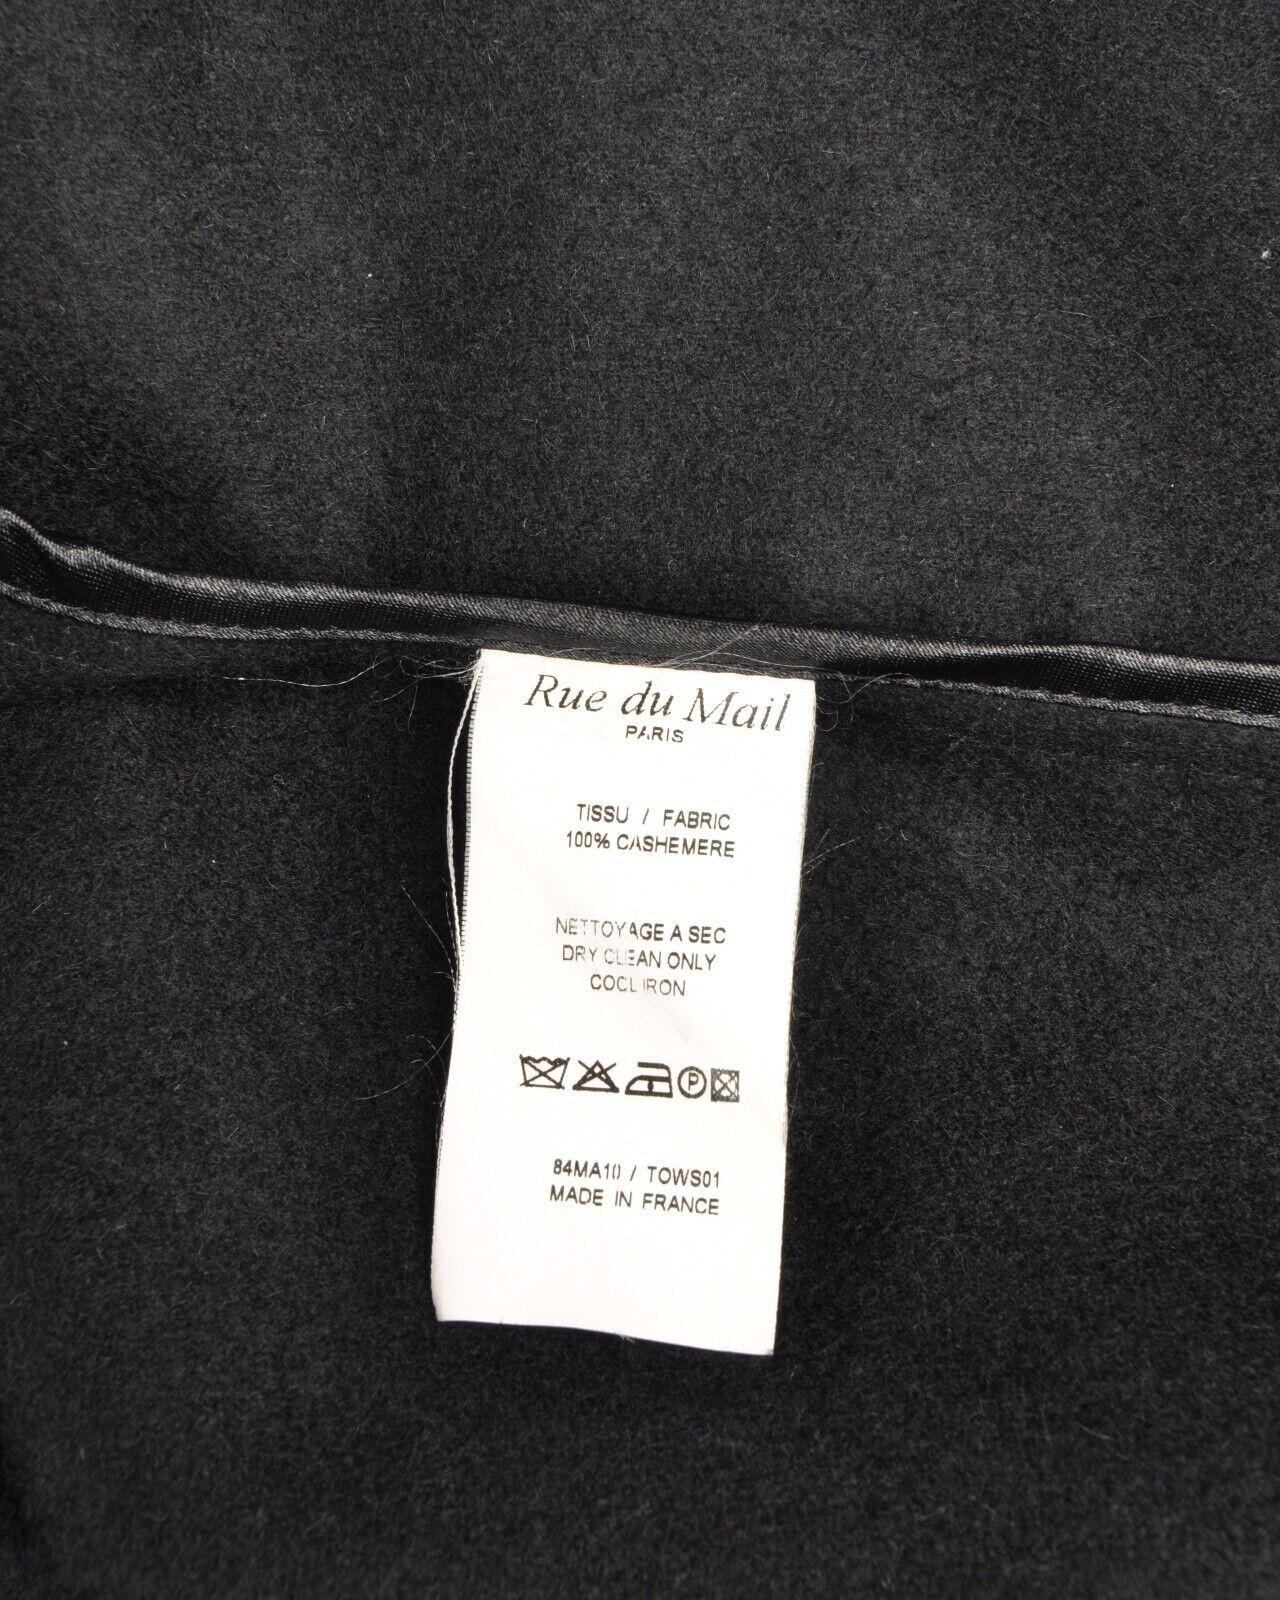 Rue du Mail
PARIS
TISSU / FABRIC
100% CASHEMERE
NETTOYAGE A SEC
DRY CLEAN ONLY
COOL IRON
P
84MA10 / TOWS01
MADE IN FRANCE